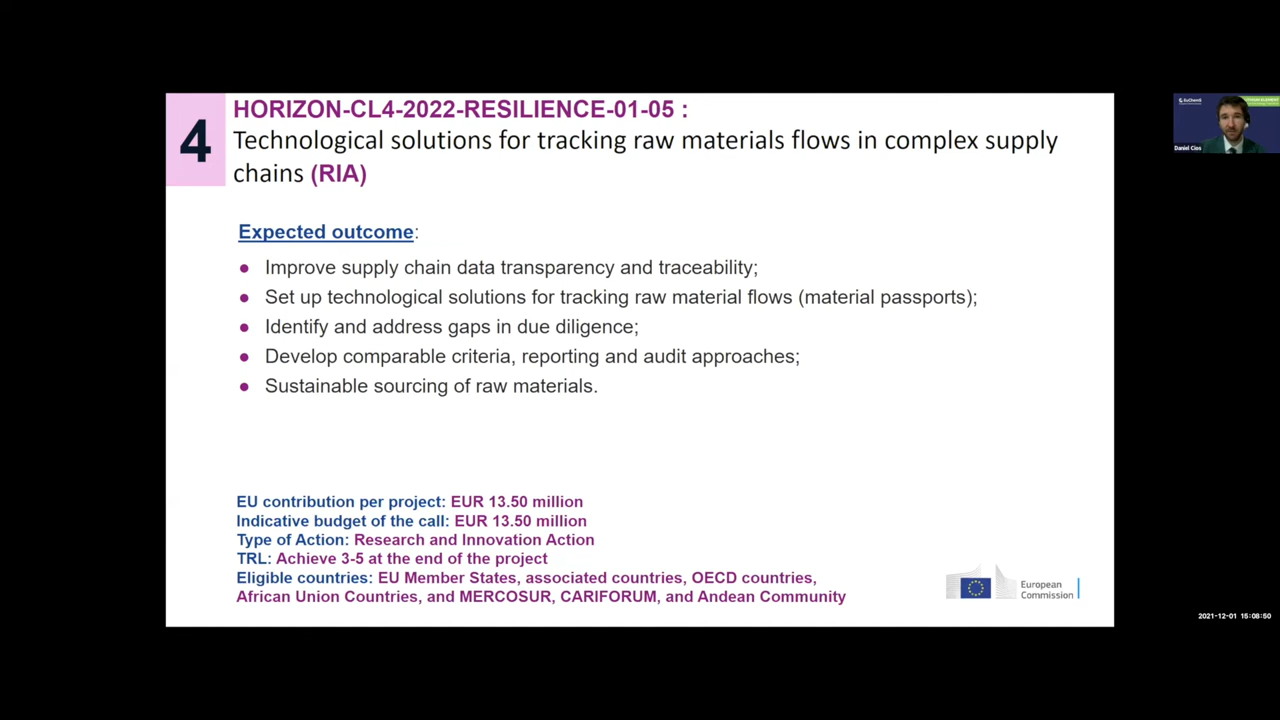 4
HORIZON-CL4-2022-RESILIENCE-01-05 :
Technological solutions for tracking raw materials flows in complex supply
chains (RIA)
Expected outcome:
● Improve supply chain data transparency and traceability;
● Set up technological solutions for tracking raw material flows (material passports);
● Identify and address gaps in due diligence;
● Develop comparable criteria, reporting and audit approaches;
● Sustainable sourcing of raw materials.
EU contribution per project: EUR 13.50 million
Indicative budget of the call: EUR 13.50 million
Type of Action: Research and Innovation Action
TRL: Achieve 3-5 at the end of the project
Eligible countries: EU Member States, associated countries, OECD countries,
African Union Countries, and MERCOSUR, CARIFORUM, and Andean Community
European
Commission
SuChemS
Daniel Cios
2021-12-01 15:08:50